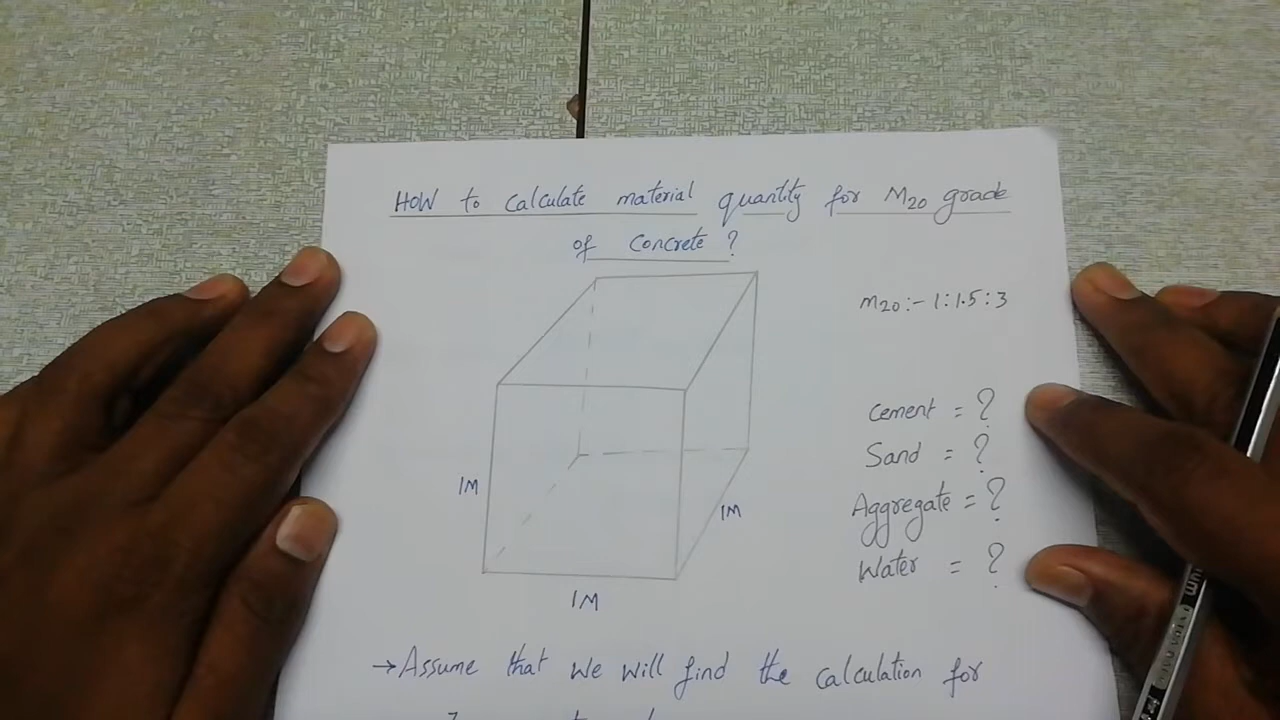 HOW to calculate material quantity for M20 grade
of concrete ?
M20 :- 1 : 1.5 : 3
Cement = ?
Sand = ?
Aggregate = ?
Water = ?
1M
1M
1M
→ Assume that we will find the calculation for